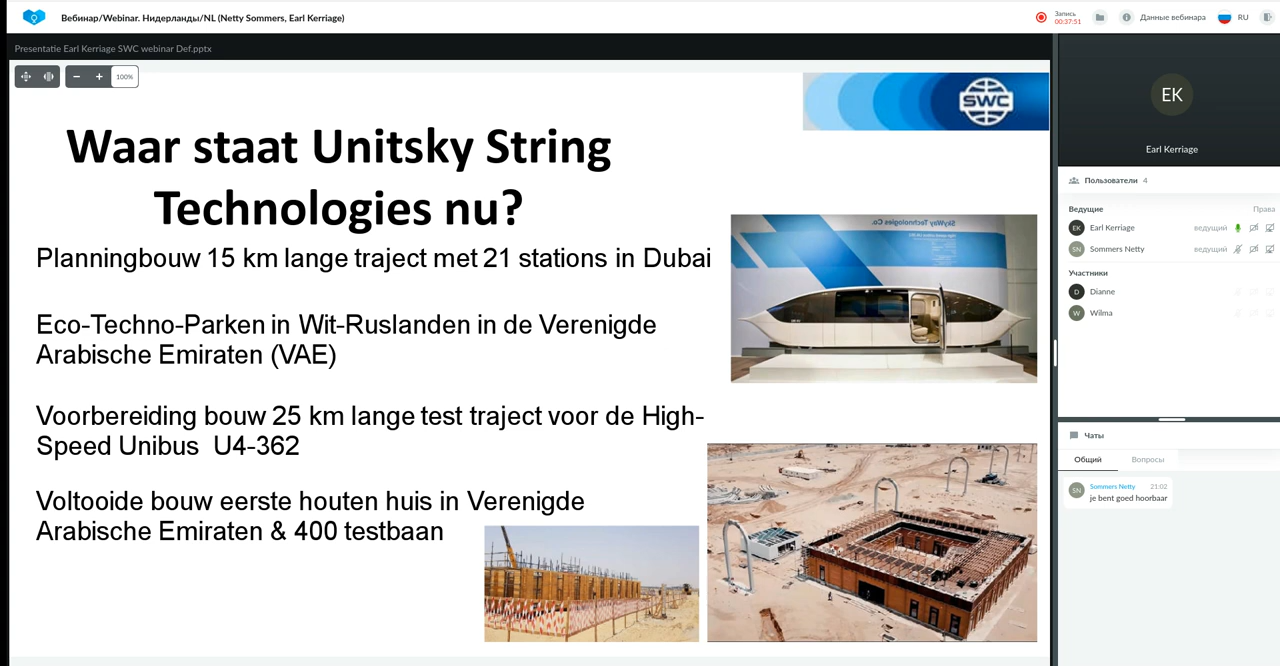 Вебинар/Webinar. Нидерланды/NL (Netty Sommers, Earl Kerriage)
Запись
00:37:51
Данные вебинара
RU
Presentatie Earl Kerriage SWC webinar Def.pptx
100%
SWC
Waar staat Unitsky String
Technologies nu?
Planningbouw 15 km lange traject met 21 stations in Dubai
Eco-Techno-Parken in Wit-Ruslanden in de Verenigde
Arabische Emiraten (VAE)
Voorbereiding bouw 25 km lange test traject voor de High-
Speed Unibus U4-362
Voltooide bouw eerste houten huis in Verenigde
Arabische Emiraten & 400 testbaan
SkyWay Technologies Co.
EK
Earl Kerriage
Пользователи 4
Ведущие Права
EK Earl Kerriage ведущий
SN Sommers Netty ведущий
Участники
D Dianne
W Wilma
Чаты
Общий Вопросы
SN Sommers Netty 21:02
je bent goed hoorbaar